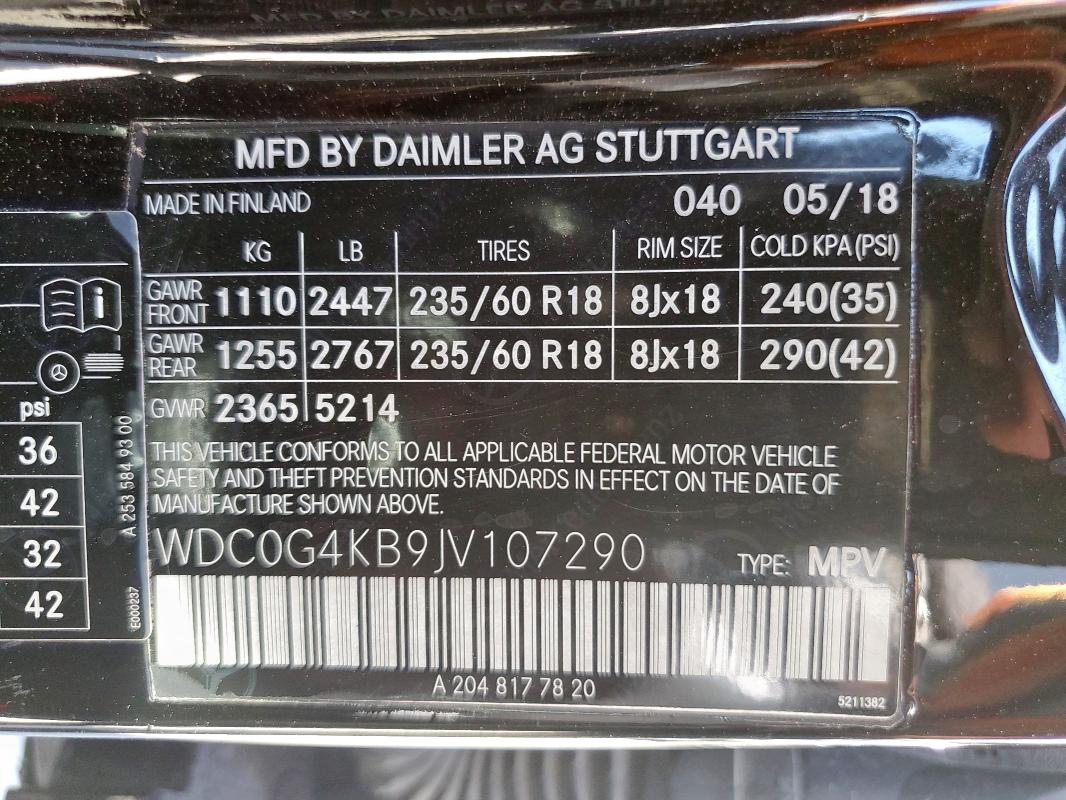 MFD BY DAIMLER AG STUTTGART
MADE IN FINLAND 040 05/18
KG LB TIRES RIM SIZE COLD KPA (PSI)
GAWR FRONT 1110 2447 235/60 R18 8Jx18 240(35)
GAWR REAR 1255 2767 235/60 R18 8Jx18 290(42)
GVWR 2365 5214
THIS VEHICLE CONFORMS TO ALL APPLICABLE FEDERAL MOTOR VEHICLE
SAFETY AND THEFT PREVENTION STANDARDS IN EFFECT ON THE DATE OF
MANUFACTURE SHOWN ABOVE.
WDC0G4KB9JV107290 TYPE: MPV
A 204 817 78 20
5211382
psi
36
42
32
42
A 253 584 93 00
E000237